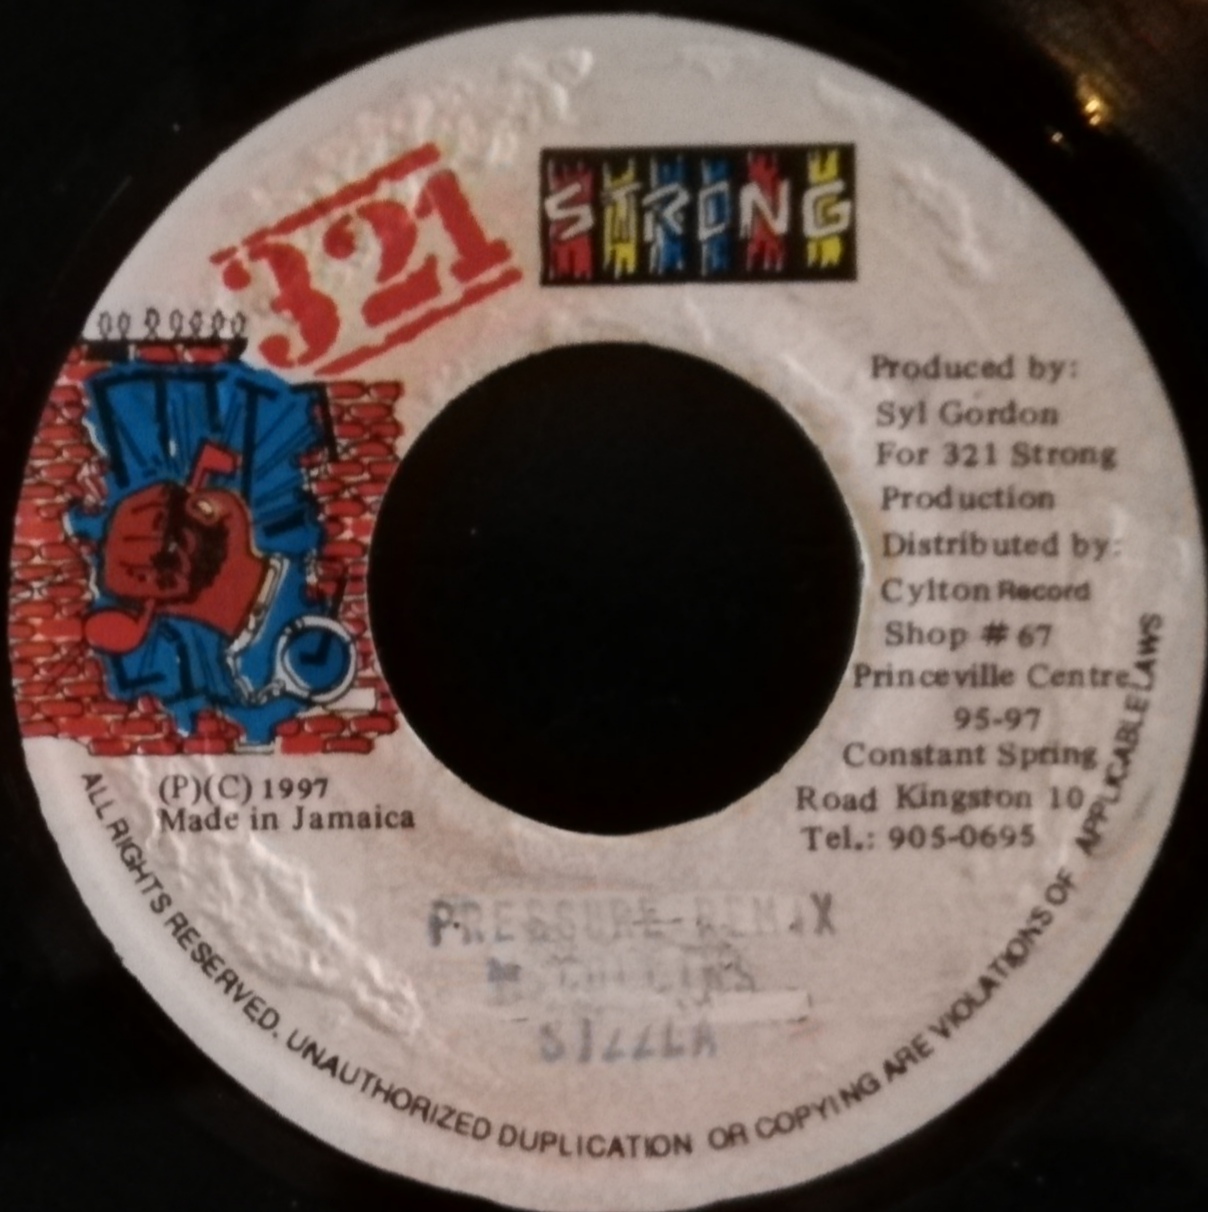 321
STRONG
Produced by:
Syl Gordon
For 321 Strong
Production
Distributed by:
Cylton Record
Shop # 67
Princeville Centre
95-97
Constant Spring
Road Kingston 10
Tel.: 905-0695
(P)(C) 1997
Made in Jamaica
PRESSURE REMIX
SIZZLA
ALL RIGHTS RESERVED. UNAUTHORIZED DUPLICATION OR COPYING ARE VIOLATIONS OF APPLICABLE LAWS